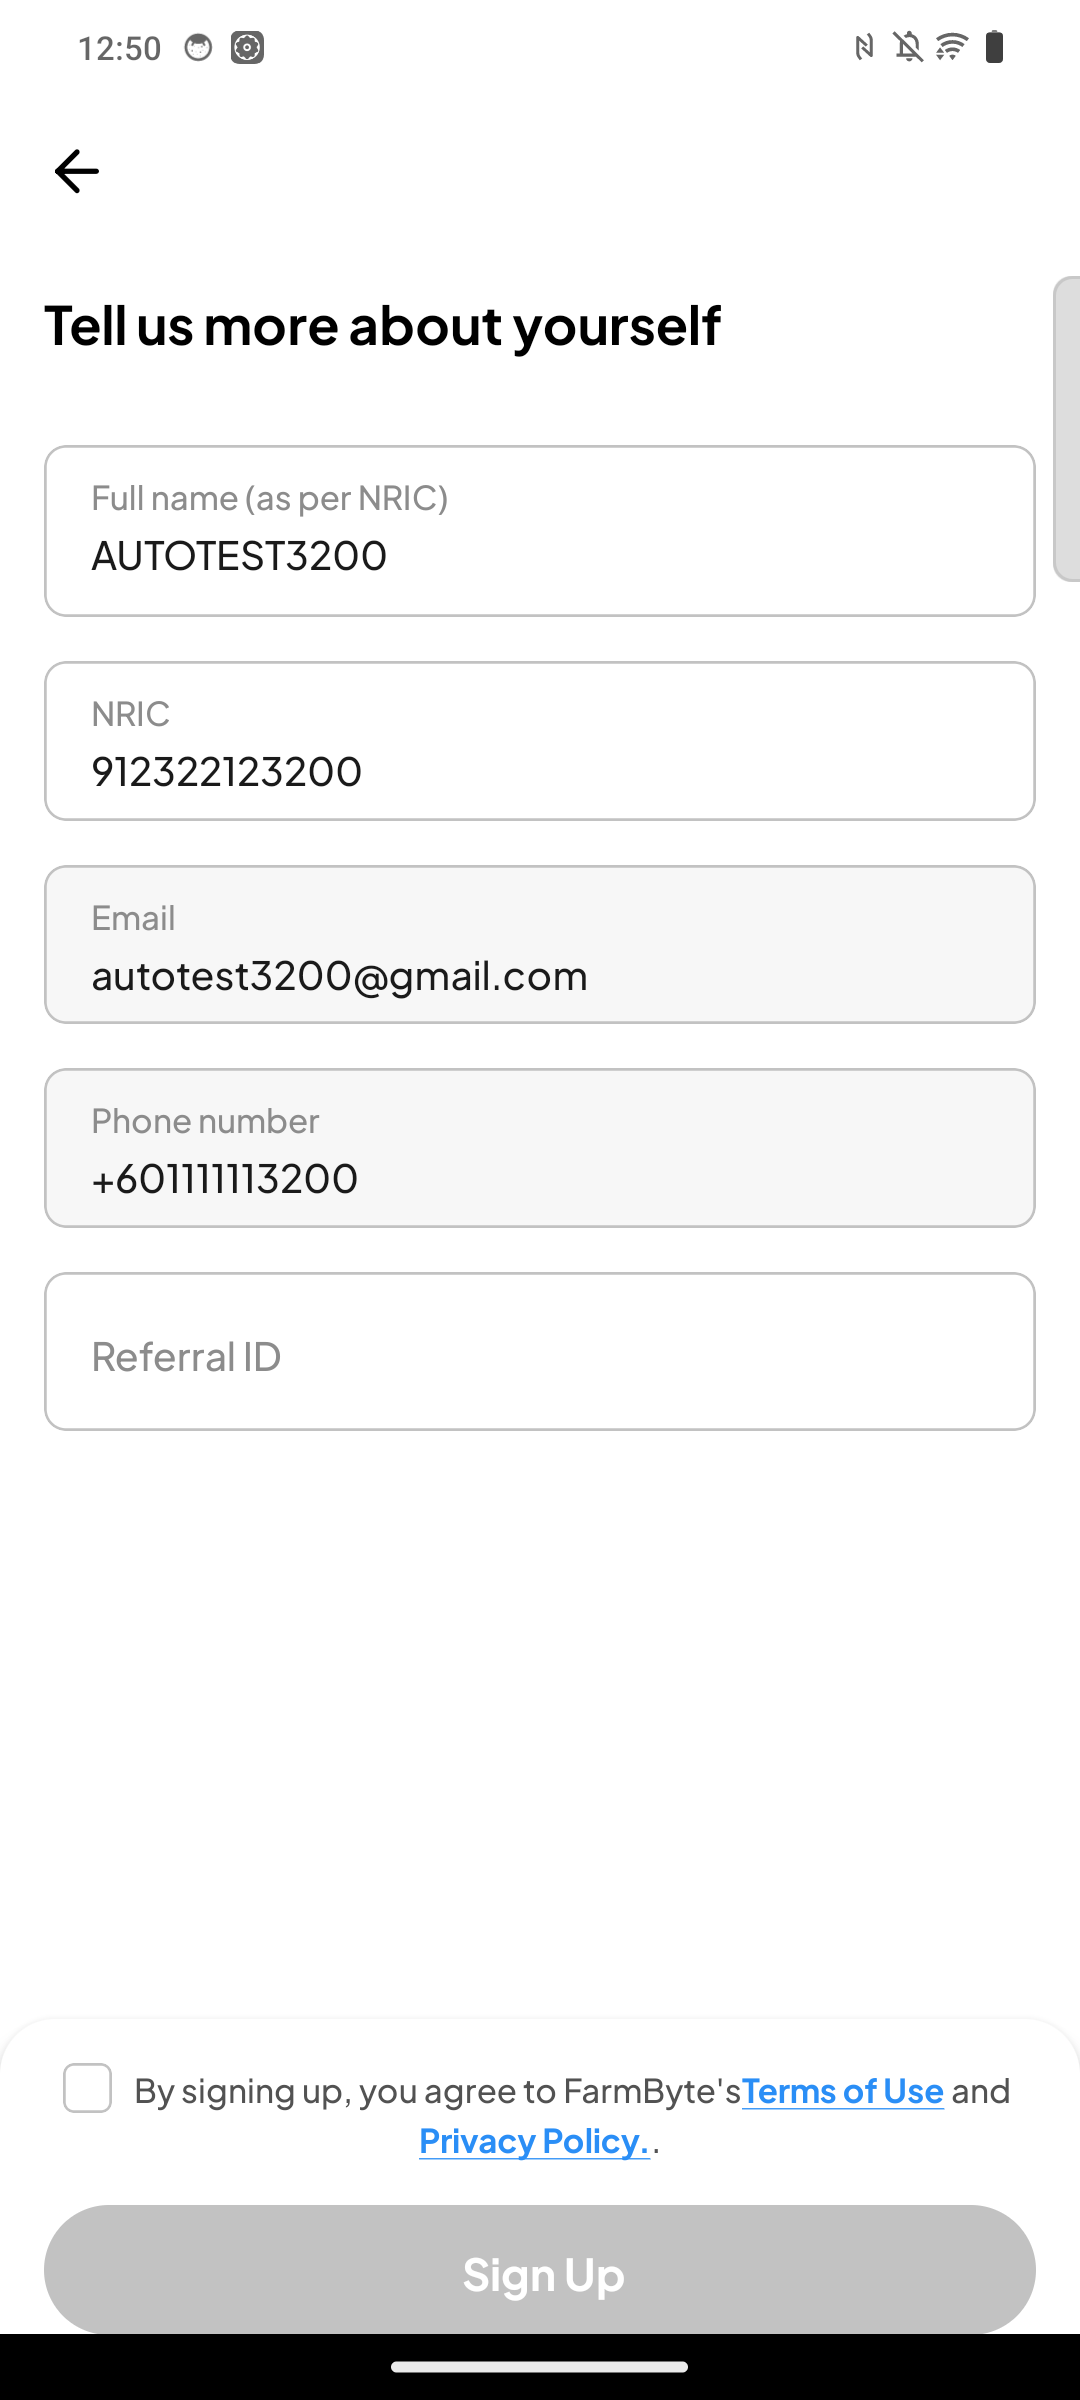 12:50
Tell us more about yourself
Full name (as per NRIC)
AUTOTEST3200
NRIC
912322123200
Email
autotest3200@gmail.com
Phone number
+601111113200
Referral ID
By signing up, you agree to FarmByte'sTerms of Use and
Privacy Policy..
Sign Up